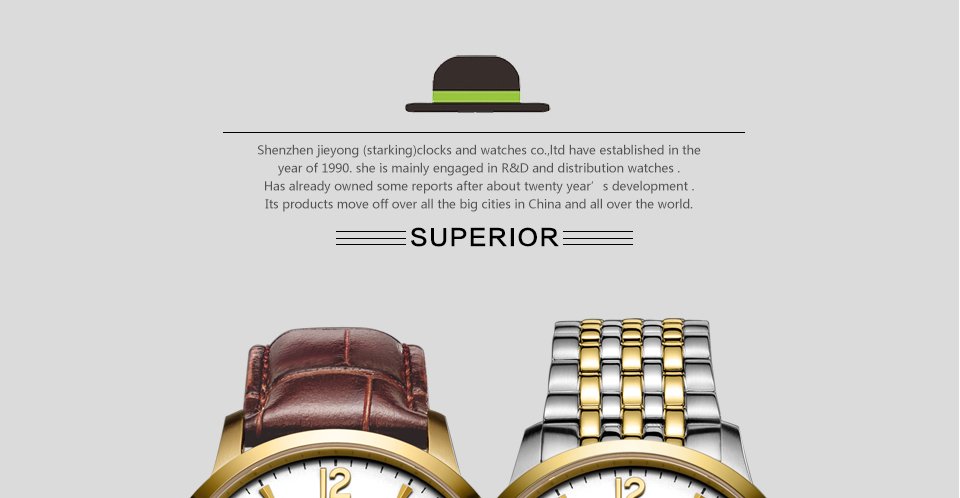 Shenzhen jieyong (starking)clocks and watches co.,ltd have established in the
year of 1990. she is mainly engaged in R&D and distribution watches .
Has already owned some reports after about twenty year’s development .
Its products move off over all the big cities in China and all over the world.
SUPERIOR
12
12